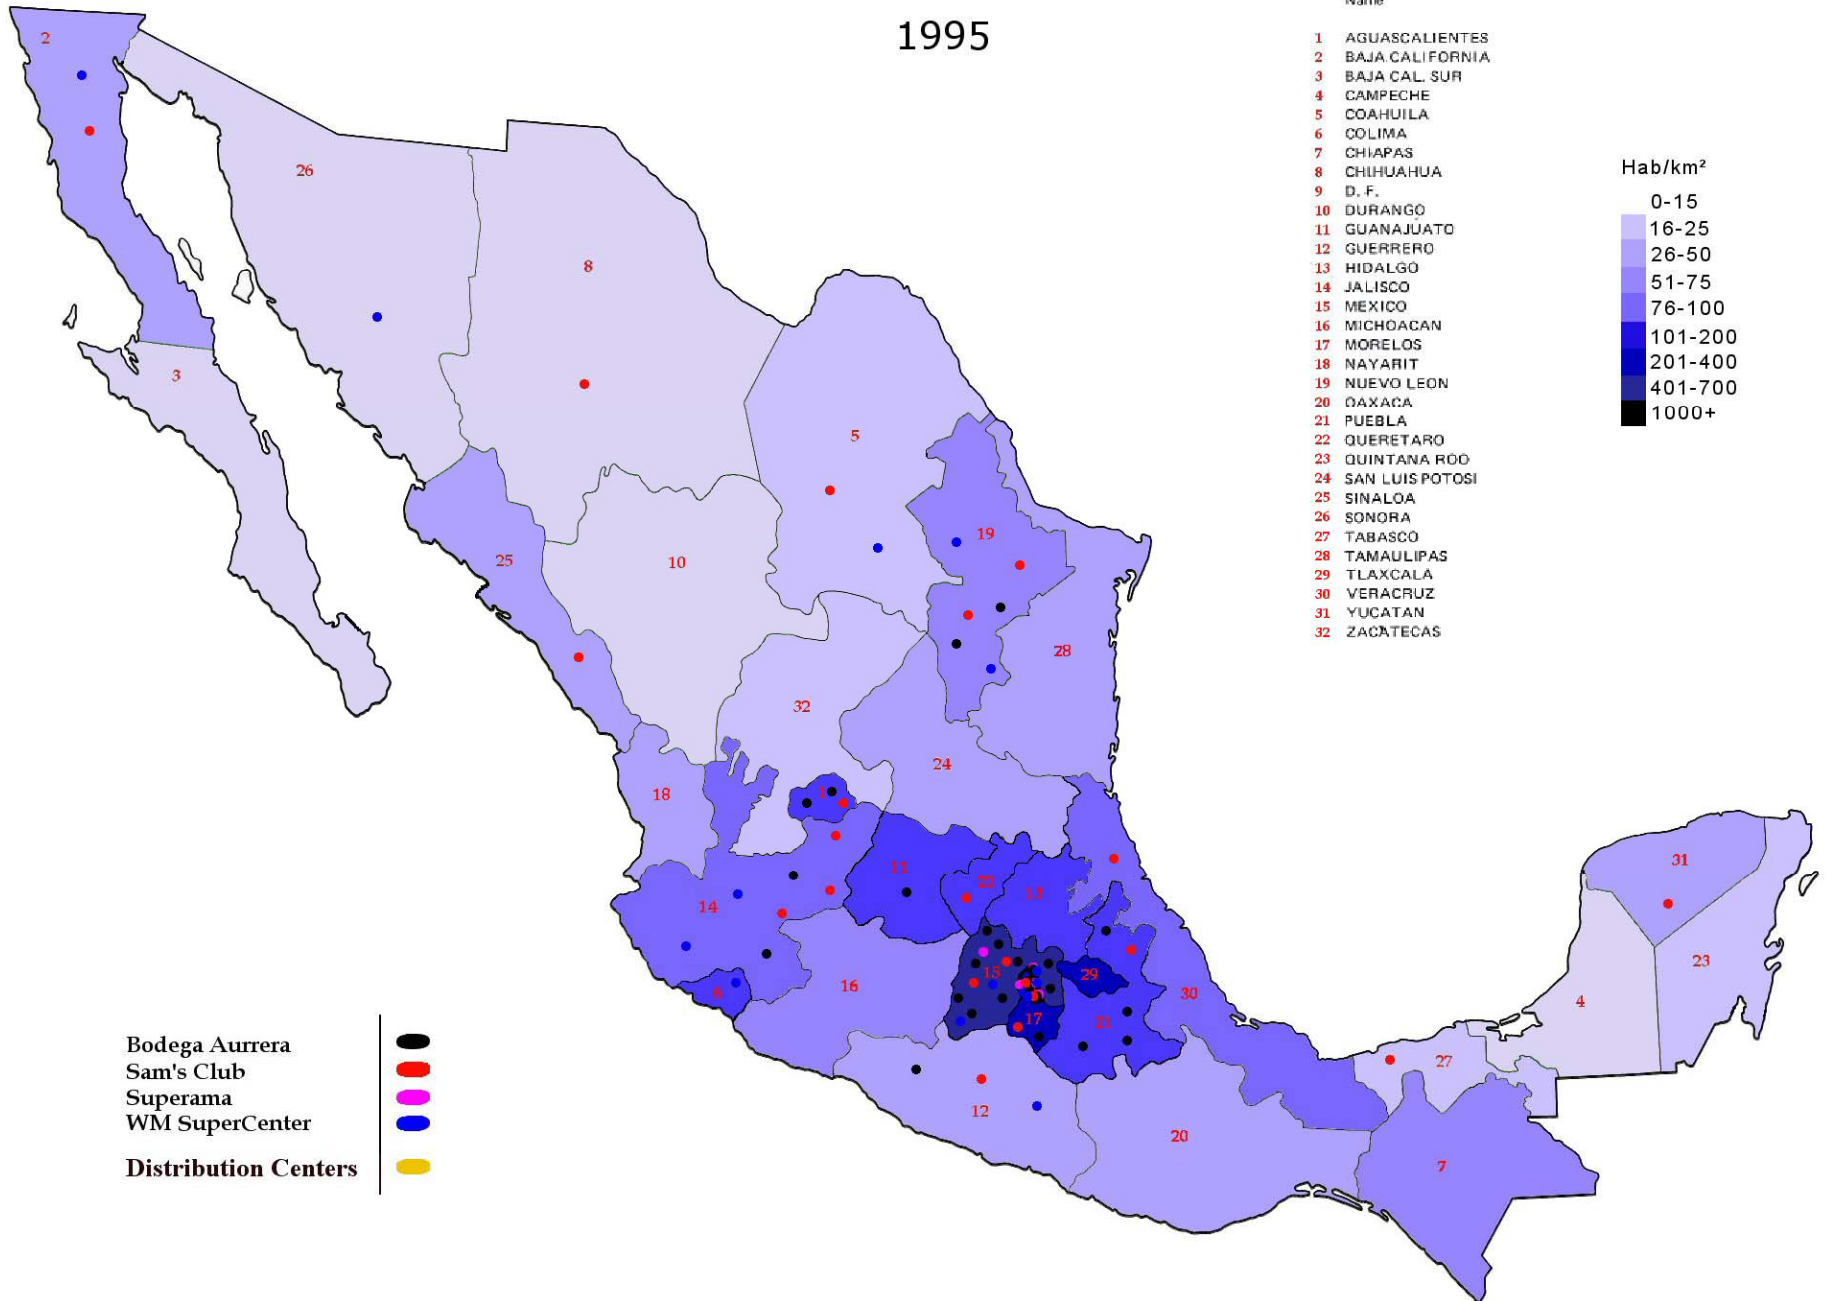 1995
Name
1 AGUASCALIENTES
2 BAJA CALIFORNIA
3 BAJA CAL. SUR
4 CAMPECHE
5 COAHUILA
6 COLIMA
7 CHIAPAS
8 CHIHUAHUA
9 D. F.
10 DURANGO
11 GUANAJUATO
12 GUERRERO
13 HIDALGO
14 JALISCO
15 MEXICO
16 MICHOACAN
17 MORELOS
18 NAYARIT
19 NUEVO LEON
20 OAXACA
21 PUEBLA
22 QUERETARO
23 QUINTANA ROO
24 SAN LUIS POTOSI
25 SINALOA
26 SONORA
27 TABASCO
28 TAMAULIPAS
29 TLAXCALA
30 VERACRUZ
31 YUCATAN
32 ZACATECAS
Hab/km²
0-15
16-25
26-50
51-75
76-100
101-200
201-400
401-700
1000+
2
26
8
3
5
19
25
10
28
32
24
18
1
11
22
13
14
31
15
29
16
6
30
23
4
17
21
27
12
20
7
Bodega Aurrera
Sam's Club
Superama
WM SuperCenter
Distribution Centers